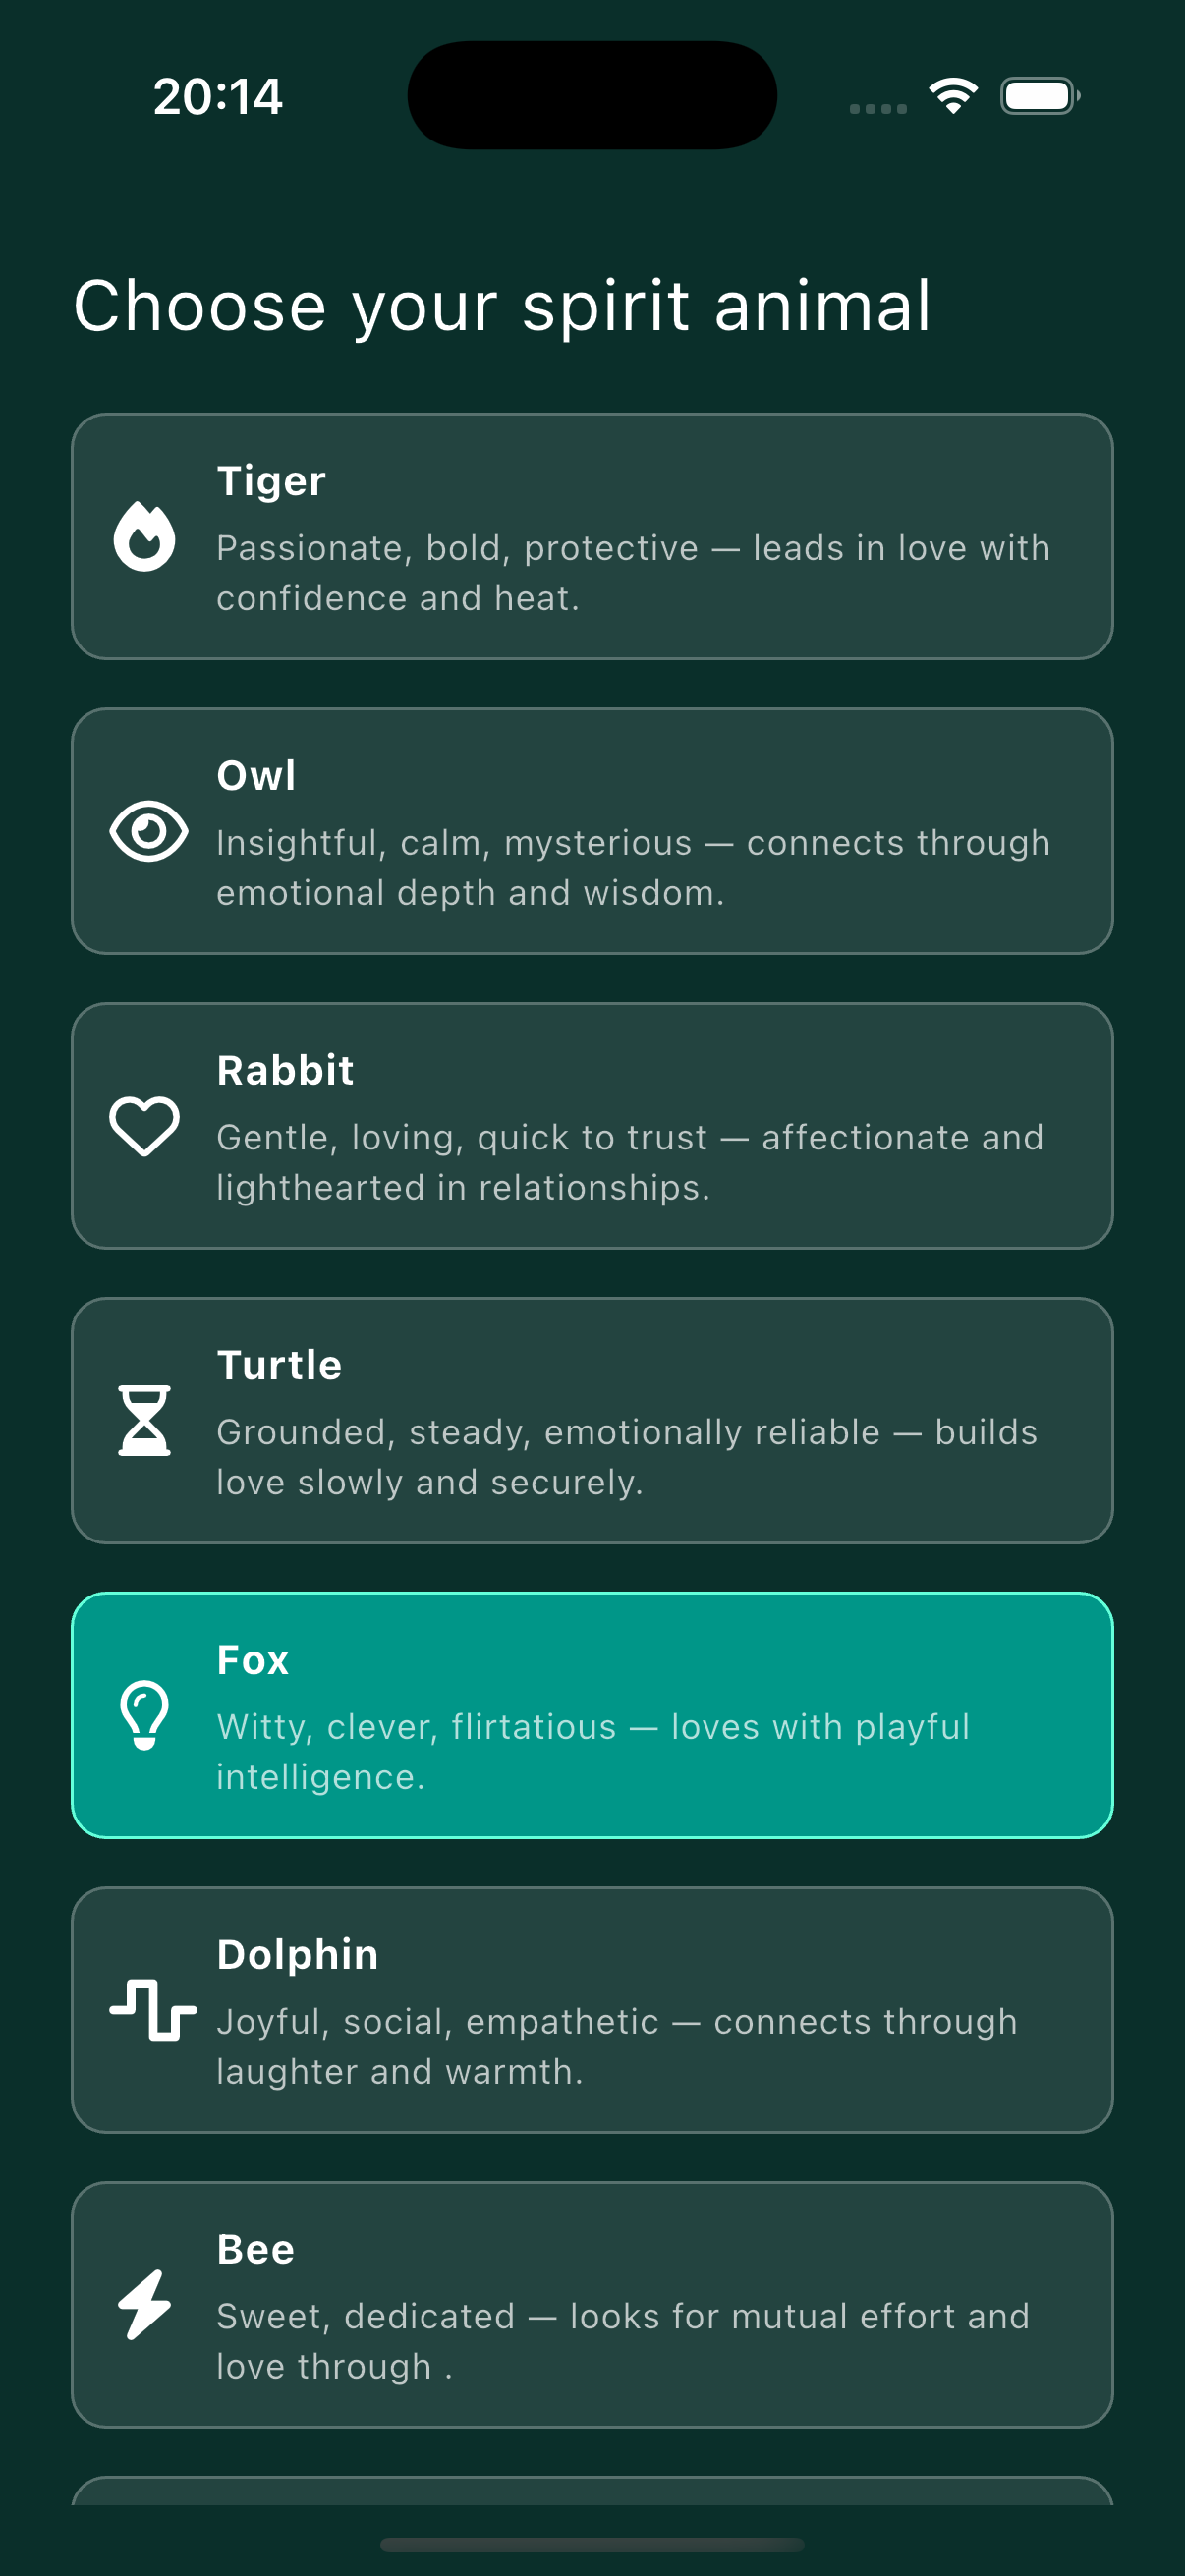 20:14
Choose your spirit animal
Tiger
Passionate, bold, protective — leads in love with
confidence and heat.
Owl
Insightful, calm, mysterious — connects through
emotional depth and wisdom.
Rabbit
Gentle, loving, quick to trust — affectionate and
lighthearted in relationships.
Turtle
Grounded, steady, emotionally reliable — builds
love slowly and securely.
Fox
Witty, clever, flirtatious — loves with playful
intelligence.
Dolphin
Joyful, social, empathetic — connects through
laughter and warmth.
Bee
Sweet, dedicated — looks for mutual effort and
love through .